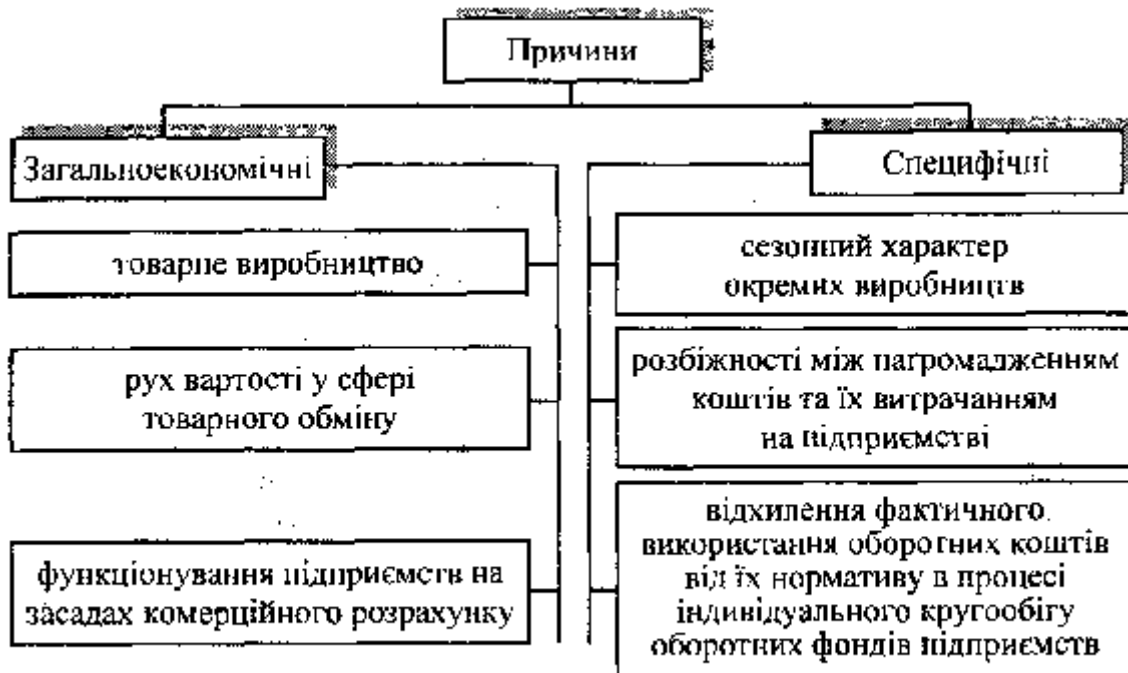 Причини
Загальноекономічні
Специфічні
товарне виробництво
рух вартості у сфері
товарного обміну
функціонування підприємств на
засадах комерційного розрахунку
сезонний характер
окремих виробництв
розбіжності між нагромадженням
коштів та їх витрачанням
на підприємстві
відхилення фактичного
використання оборотних коштів
від їх нормативу в процесі
індивідуального кругообігу
оборотних фондів підприємств